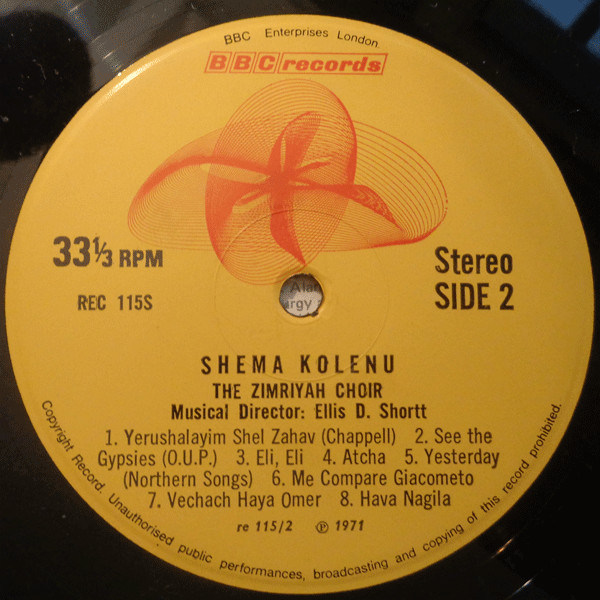 BBC Enterprises London
BBC records
33⅓ RPM
REC 115S
Stereo
SIDE 2
SHEMA KOLENU
THE ZIMRIYAH CHOIR
Musical Director: Ellis D. Shortt
1. Yerushalayim Shel Zahav (Chappell) 2. See the
Gypsies (O.U.P.) 3. Eli, Eli 4. Atcha 5. Yesterday
(Northern Songs) 6. Me Compare Giacometo
7. Vechach Haya Omer 8. Hava Nagila
re 115/2 ℗ 1971
Copyright Record. Unauthorised public performances, broadcasting and copying of this record prohibited.